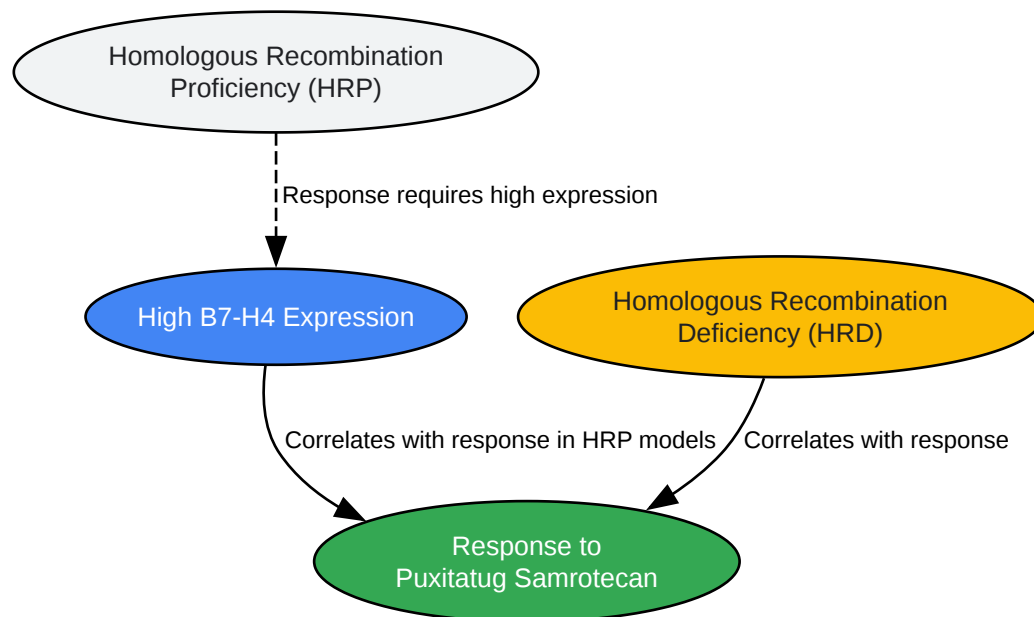 Homologous Recombination
Proficiency (HRP)
Response requires high expression
High B7-H4 Expression
Homologous Recombination
Deficiency (HRD)
Correlates with response in HRP models
Correlates with response
Response to
Puxitatug Samrotecan